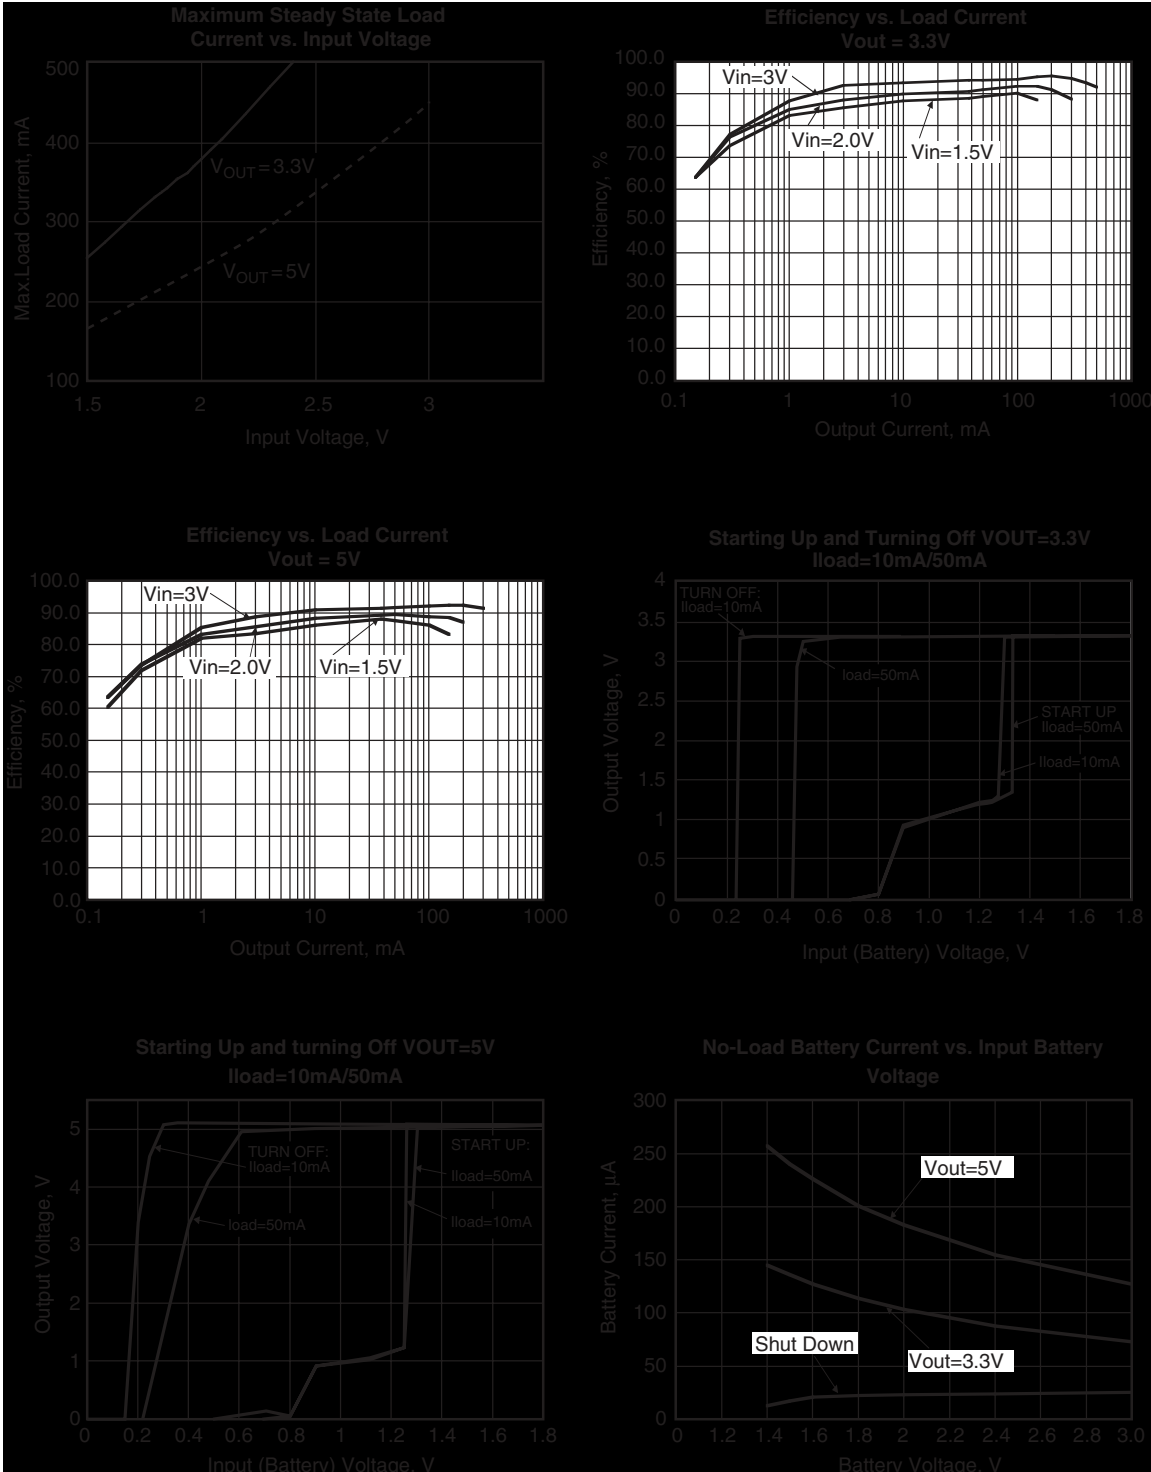 Maximum Steady State Load
Current vs. Input Voltage
500
400
300
200
100
1.5
2
2.5
3
Max.Load Current, mA
Input Voltage, V
VOUT=3.3V
VOUT=5V
Efficiency vs. Load Current
Vout = 3.3V
100.0
90.0
80.0
70.0
60.0
50.0
40.0
30.0
20.0
10.0
0.0
0.1
1
10
100
1000
Efficiency, %
Output Current, mA
Vin=3V
Vin=2.0V
Vin=1.5V
Efficiency vs. Load Current
Vout = 5V
100.0
90.0
80.0
70.0
60.0
50.0
40.0
30.0
20.0
10.0
0.0
0.1
1
10
100
1000
Efficiency, %
Output Current, mA
Vin=3V
Vin=2.0V
Vin=1.5V
Starting Up and Turning Off VOUT=3.3V
Iload=10mA/50mA
4
3.5
3
2.5
2
1.5
1
0.5
0
0
0.2
0.4
0.6
0.8
1.0
1.2
1.4
1.6
1.8
Output Voltage, V
Input (Battery) Voltage, V
TURN OFF:
Iload=10mA
load=50mA
START UP
Iload=50mA
Iload=10mA
Starting Up and turning Off VOUT=5V
Iload=10mA/50mA
5
4
3
2
1
0
0
0.2
0.4
0.6
0.8
1
1.2
1.4
1.6
1.8
Output Voltage, V
Input (Battery) Voltage, V
TURN OFF:
Iload=10mA
load=50mA
START UP:
Iload=50mA
Iload=10mA
No-Load Battery Current vs. Input Battery
Voltage
300
250
200
150
100
50
0
0
1.2
1.4
1.6
1.8
2
2.2
2.4
2.6
2.8
3.0
Battery Current, µA
Battery Voltage, V
Vout=5V
Shut Down
Vout=3.3V